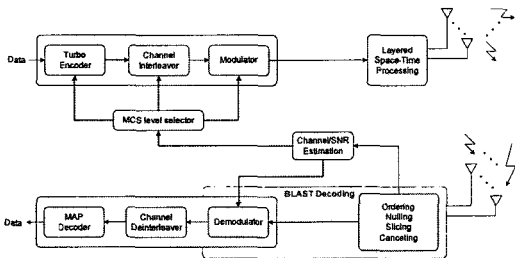 Data
Turbo
Encoder
Channel
Interleaver
Modulator
Layered
Space-Time
Processing
MCS level selector
Channel/SNR
Estimation
BLAST Decoding
Data
MAP
Decoder
Channel
Deinterleaver
Demodulator
Ordering
Nulling
Slicing
Canceling